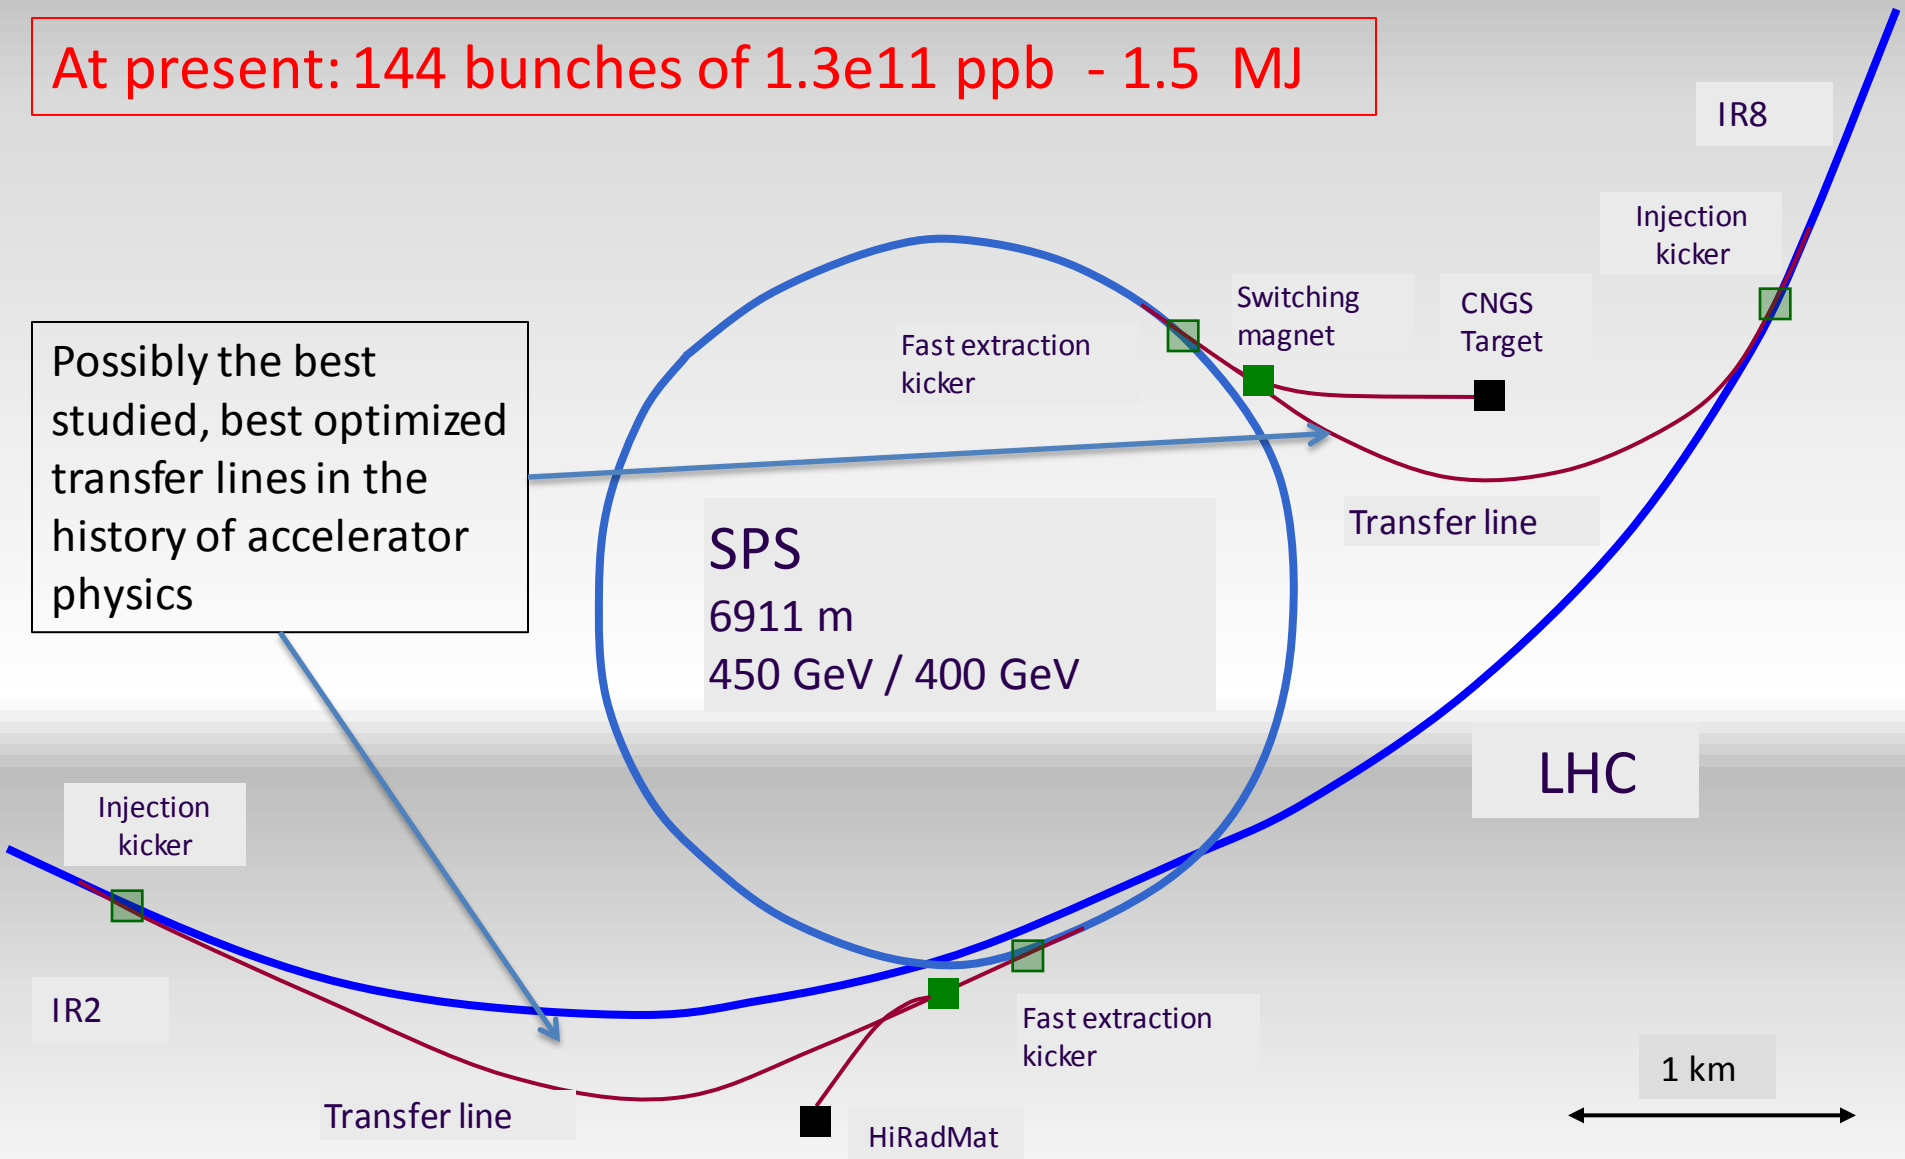 At present: 144 bunches of 1.3e11 ppb - 1.5 MJ
IR8
Injection
kicker
Switching
magnet
CNGS
Target
Fast extraction
kicker
Possibly the best
studied, best optimized
transfer lines in the
history of accelerator
physics
Transfer line
SPS
6911 m
450 GeV / 400 GeV
LHC
Injection
kicker
IR2
Fast extraction
kicker
1 km
Transfer line
HiRadMat